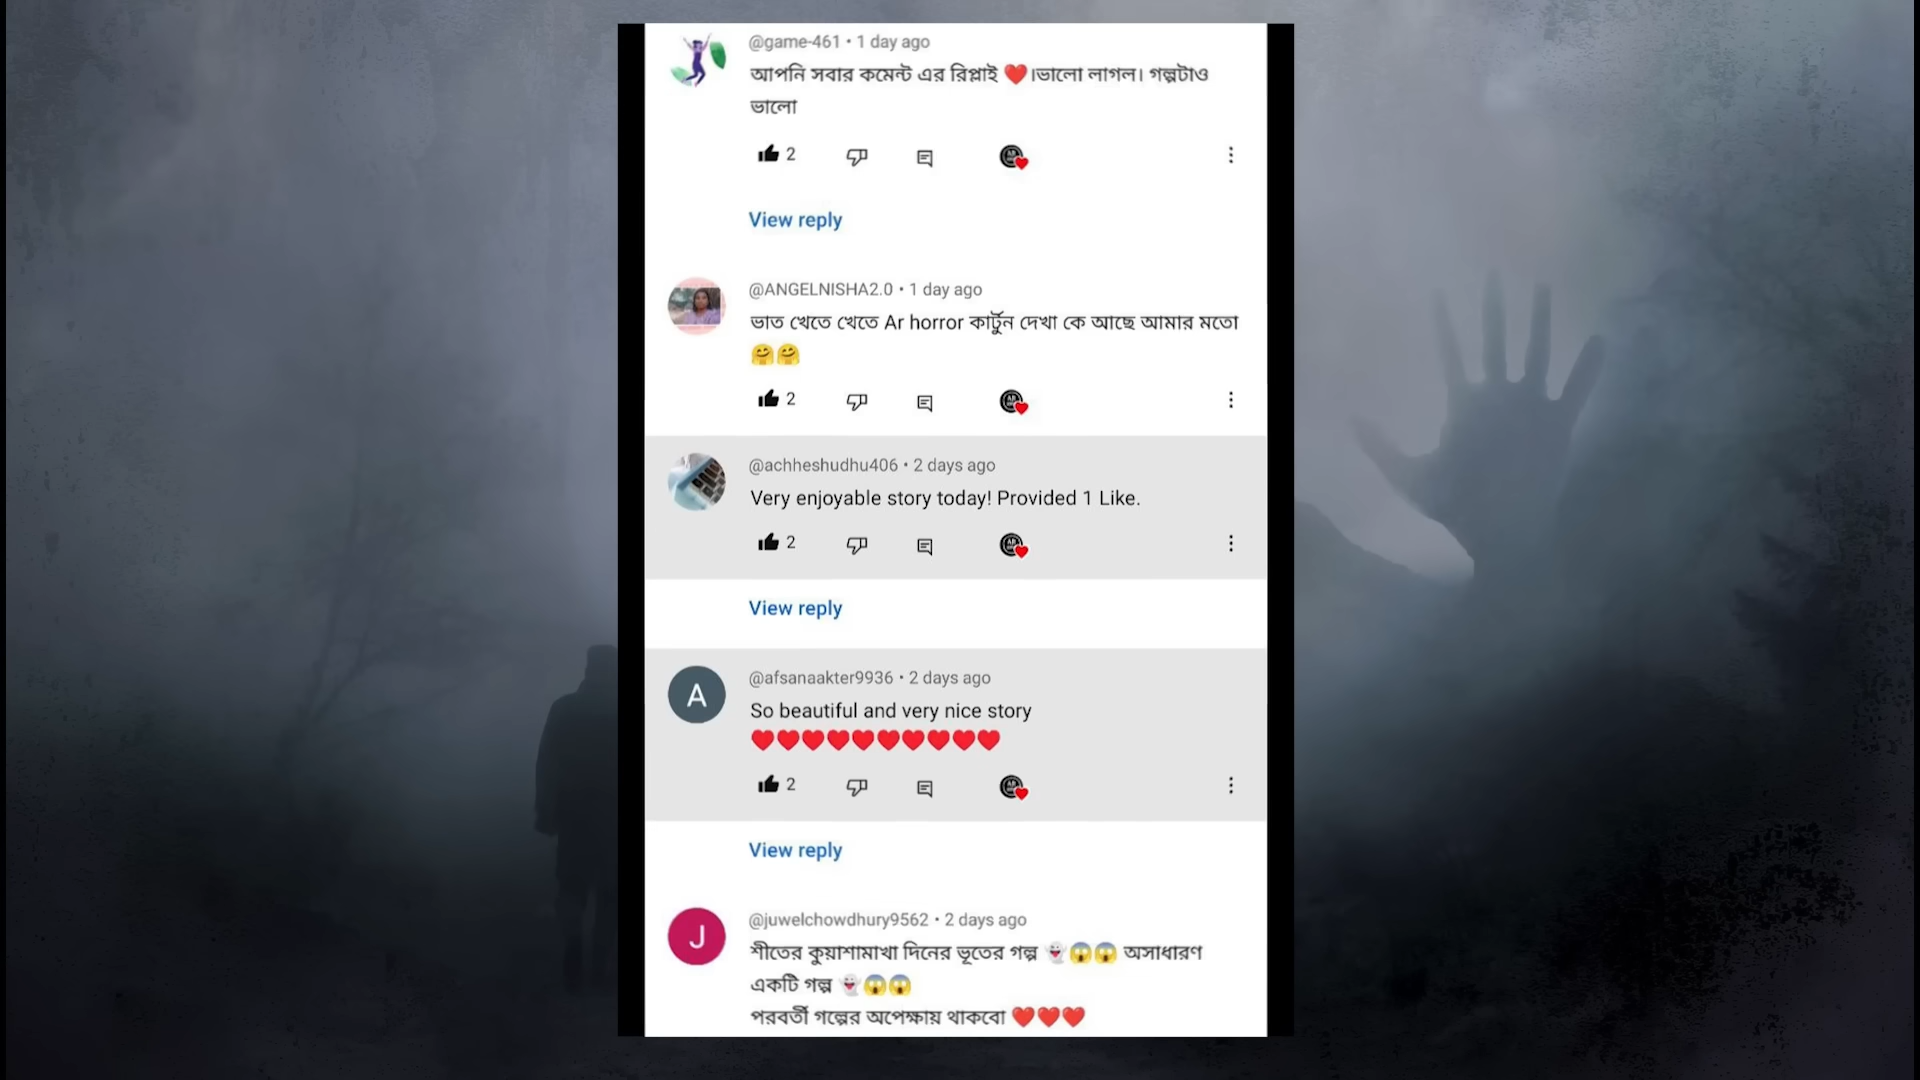 @game-461 • 1 day ago
আপনি সবার কমেন্ট এর রিপ্লাই ❤️।ভালো লাগল। গল্পটাও
ভালো
2
View reply
@ANGELNISHA2.0 • 1 day ago
ভাত খেতে খেতে Ar horror কার্টুন দেখা কে আছে আমার মতো
🤗🤗
2
@achheshudhu406 • 2 days ago
Very enjoyable story today! Provided 1 Like.
2
View reply
A
@afsanaakter9936 • 2 days ago
So beautiful and very nice story
❤️❤️❤️❤️❤️❤️❤️❤️❤️❤️
2
View reply
J
@juwelchowdhury9562 • 2 days ago
শীতের কুয়াশামাখা দিনের ভূতের গল্প 👻😱😱 অসাধারণ
একটি গল্প 👻😱😱
পরবর্তী গল্পের অপেক্ষায় থাকবো ❤️❤️❤️